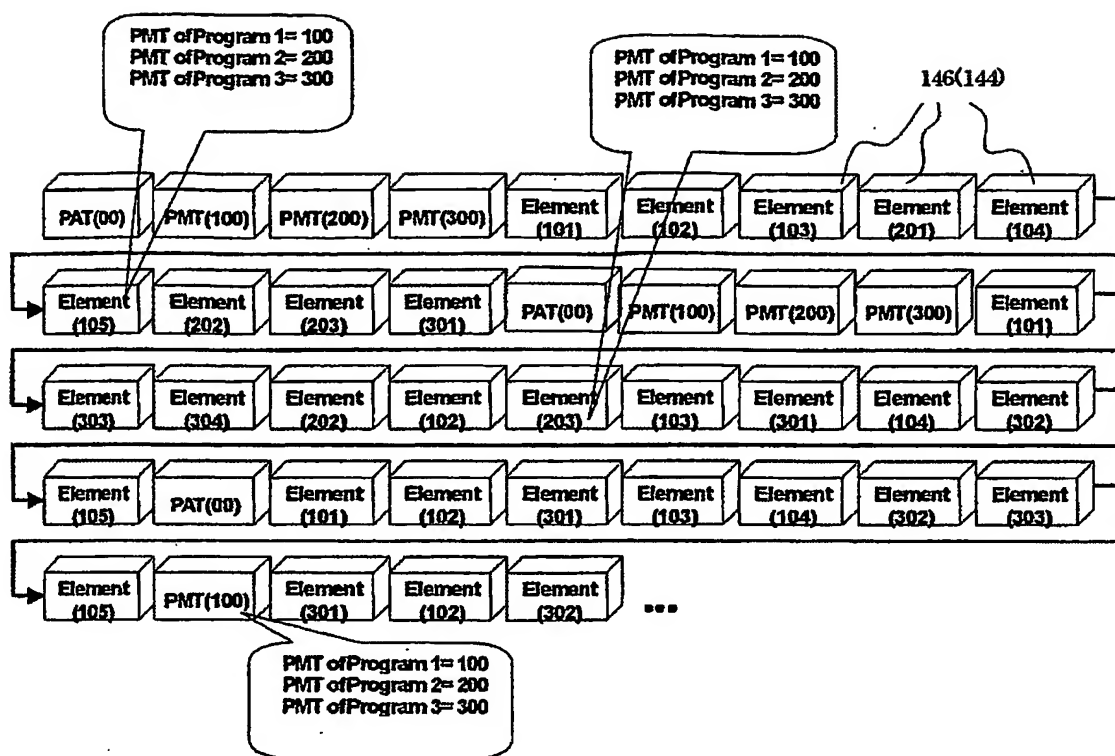 PMT of Program 1= 100
PMT of Program 2= 200
PMT of Program 3= 300
PMT of Program 1= 100
PMT of Program 2= 200
PMT of Program 3= 300
146(144)
PAT(00)
PMT(100)
PMT(200)
PMT(300)
Element
(101)
Element
(102)
Element
(103)
Element
(201)
Element
(104)
Element
(105)
Element
(202)
Element
(203)
Element
(301)
PAT(00)
PMT(100)
PMT(200)
PMT(300)
Element
(101)
Element
(303)
Element
(304)
Element
(202)
Element
(102)
Element
(203)
Element
(103)
Element
(301)
Element
(104)
Element
(302)
Element
(105)
PAT(00)
Element
(101)
Element
(102)
Element
(301)
Element
(103)
Element
(104)
Element
(302)
Element
(303)
Element
(105)
PMT(100)
Element
(301)
Element
(102)
Element
(302)
...
PMT of Program 1= 100
PMT of Program 2= 200
PMT of Program 3= 300